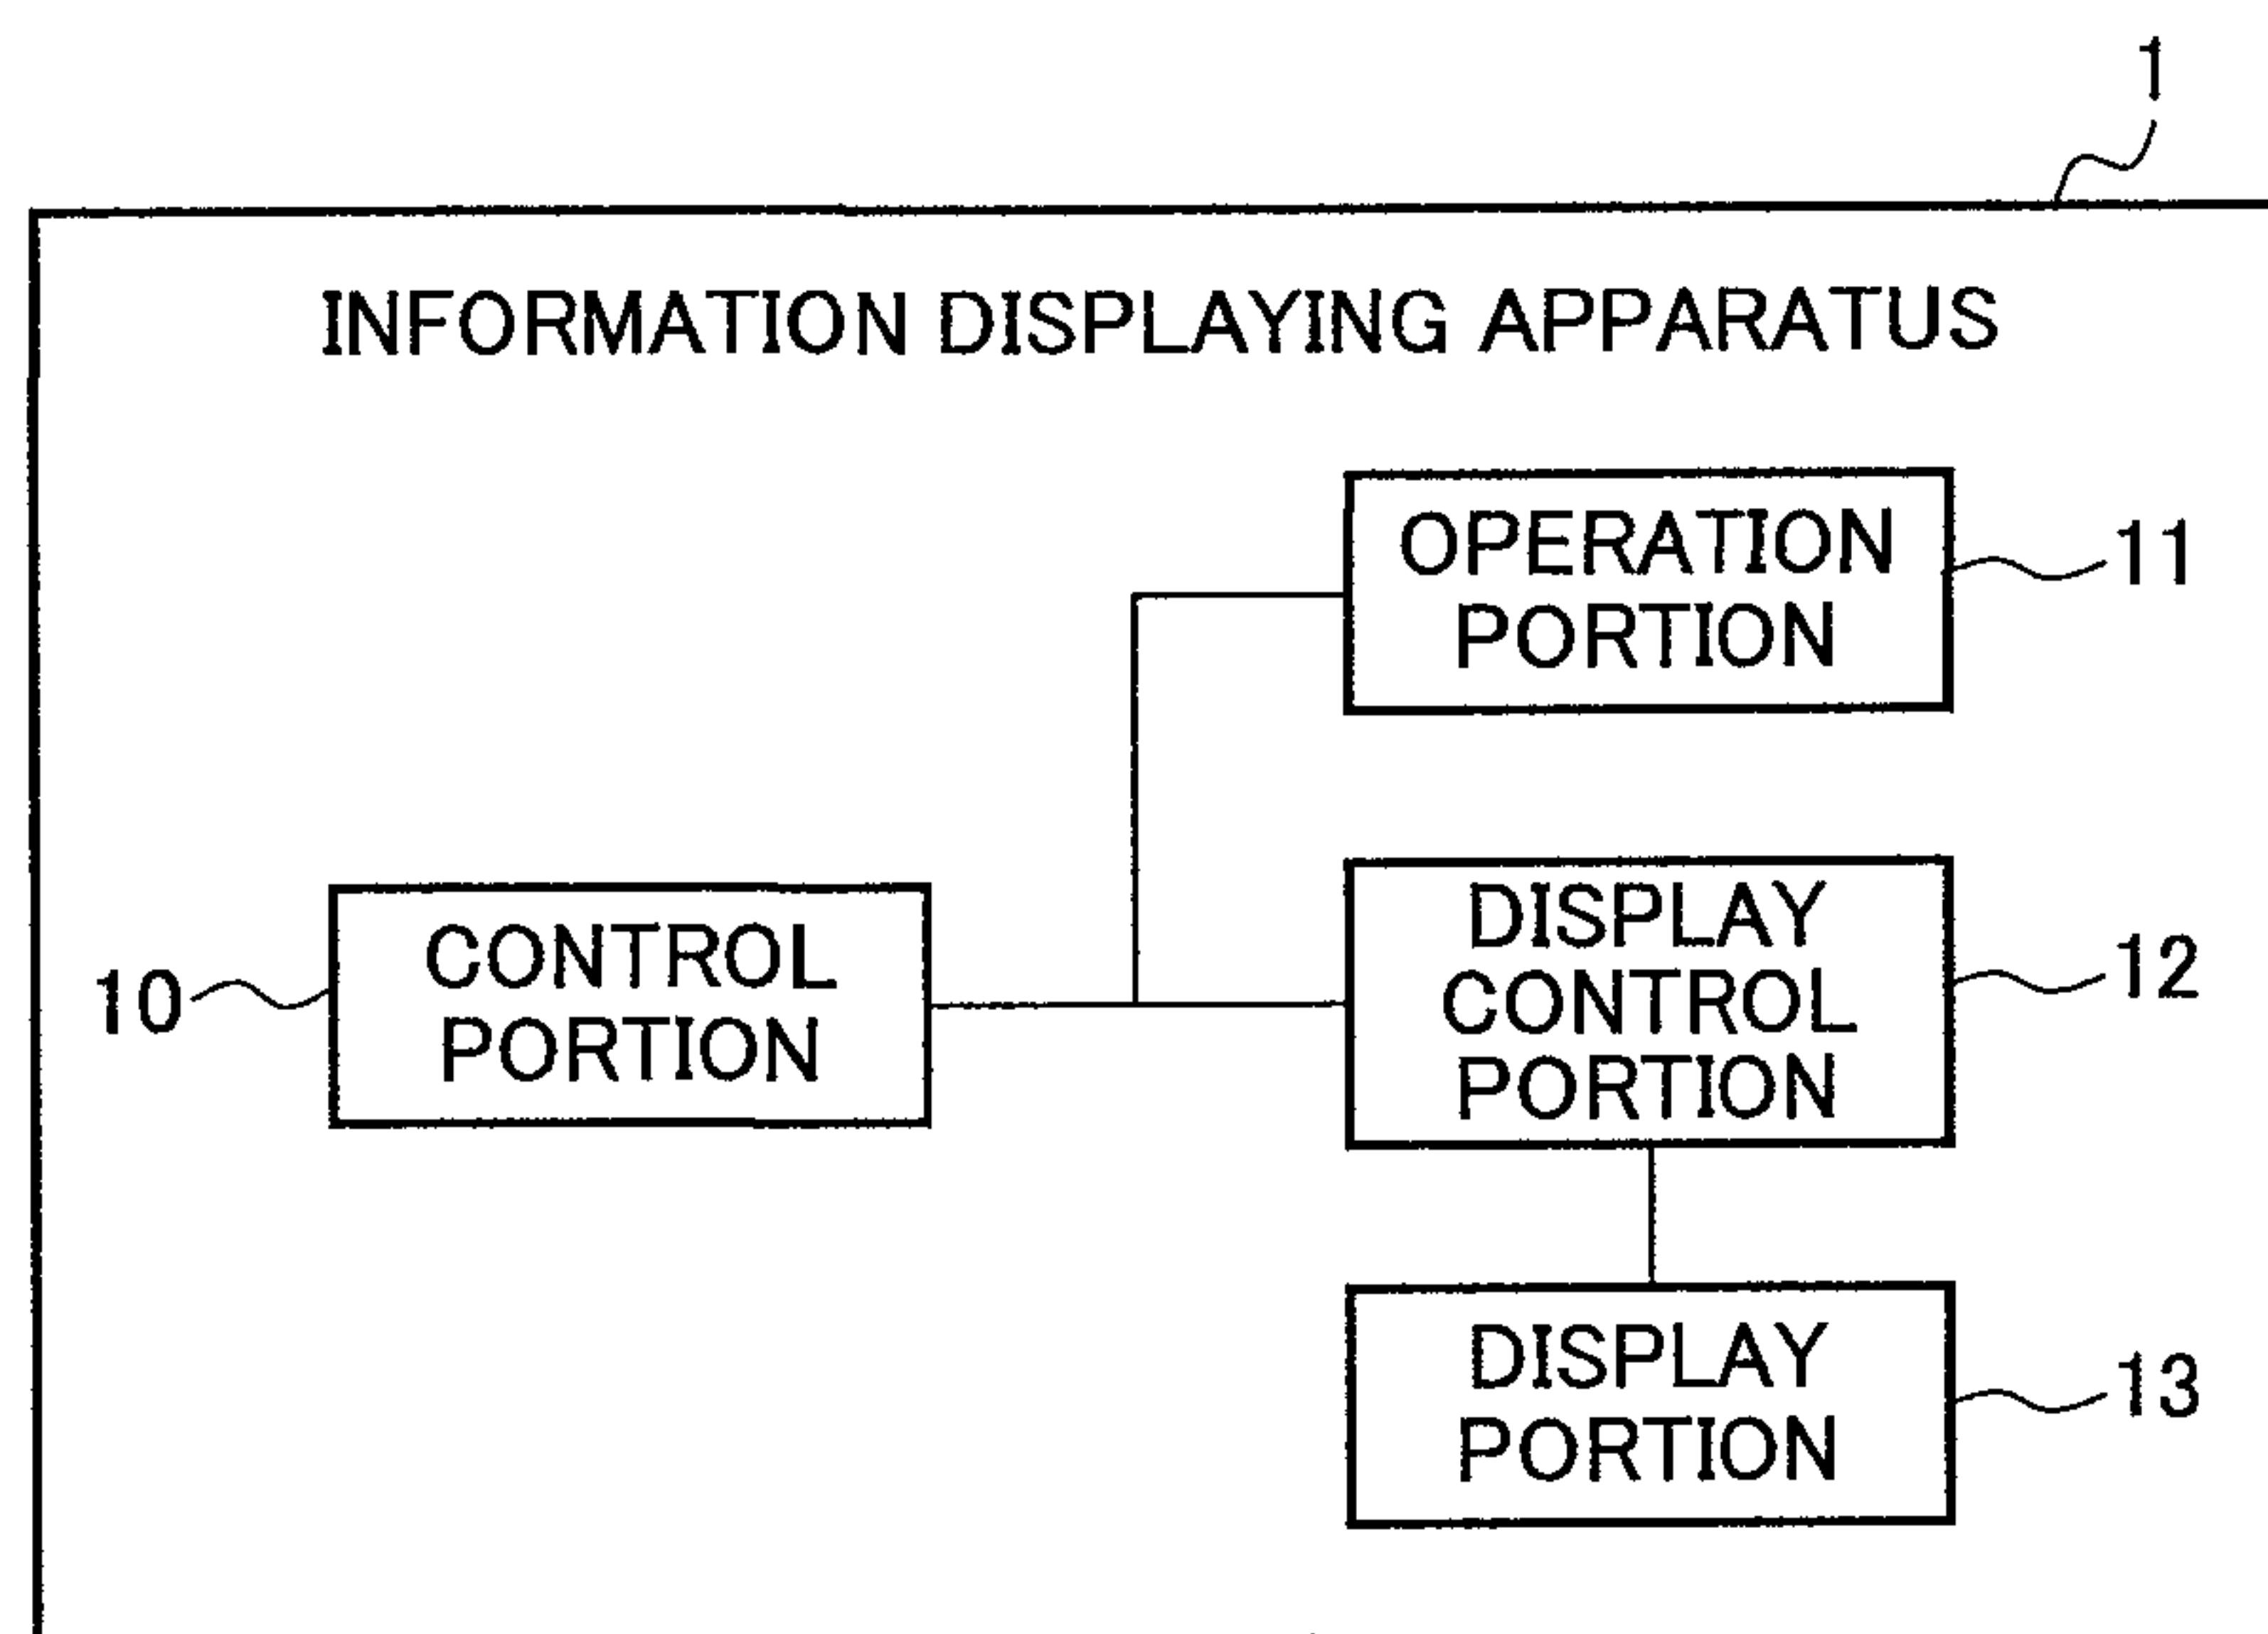 1
INFORMATION DISPLAYING APPARATUS
OPERATION
PORTION
11
10
CONTROL
PORTION
DISPLAY
CONTROL
PORTION
12
DISPLAY
PORTION
13